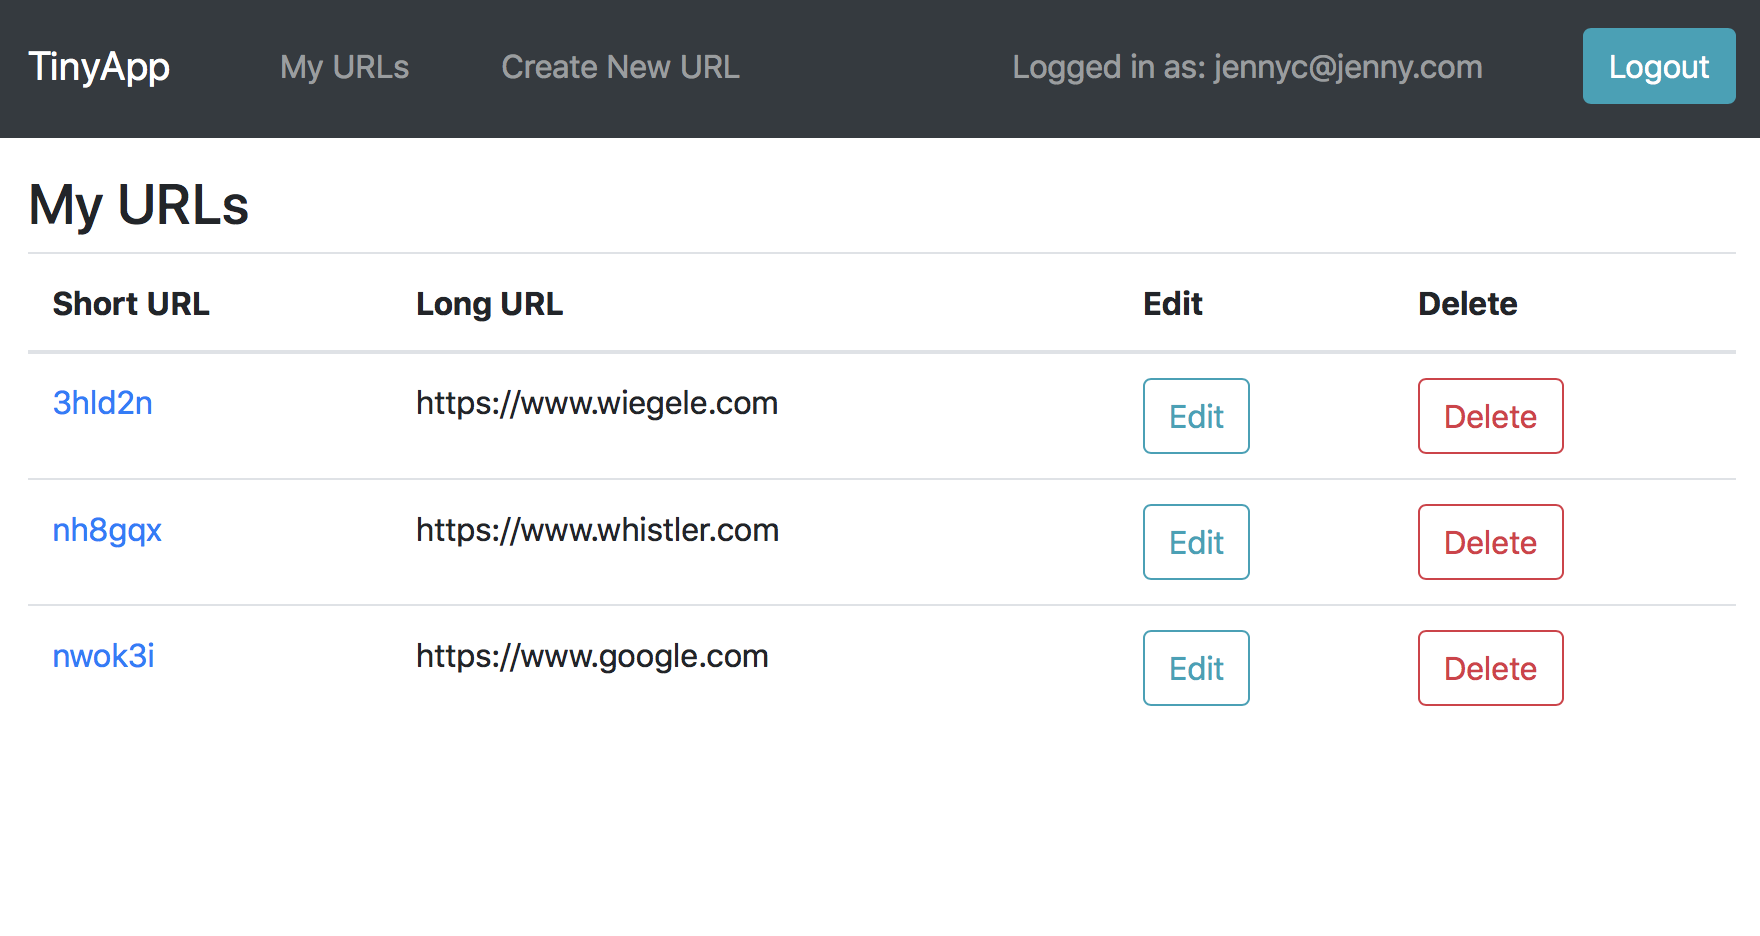 TinyApp My URLs Create New URL Logged in as: jennyc@jenny.com Logout
My URLs
Short URL Long URL Edit Delete
3hld2n https://www.wiegele.com Edit Delete
nh8gqx https://www.whistler.com Edit Delete
nwok3i https://www.google.com Edit Delete